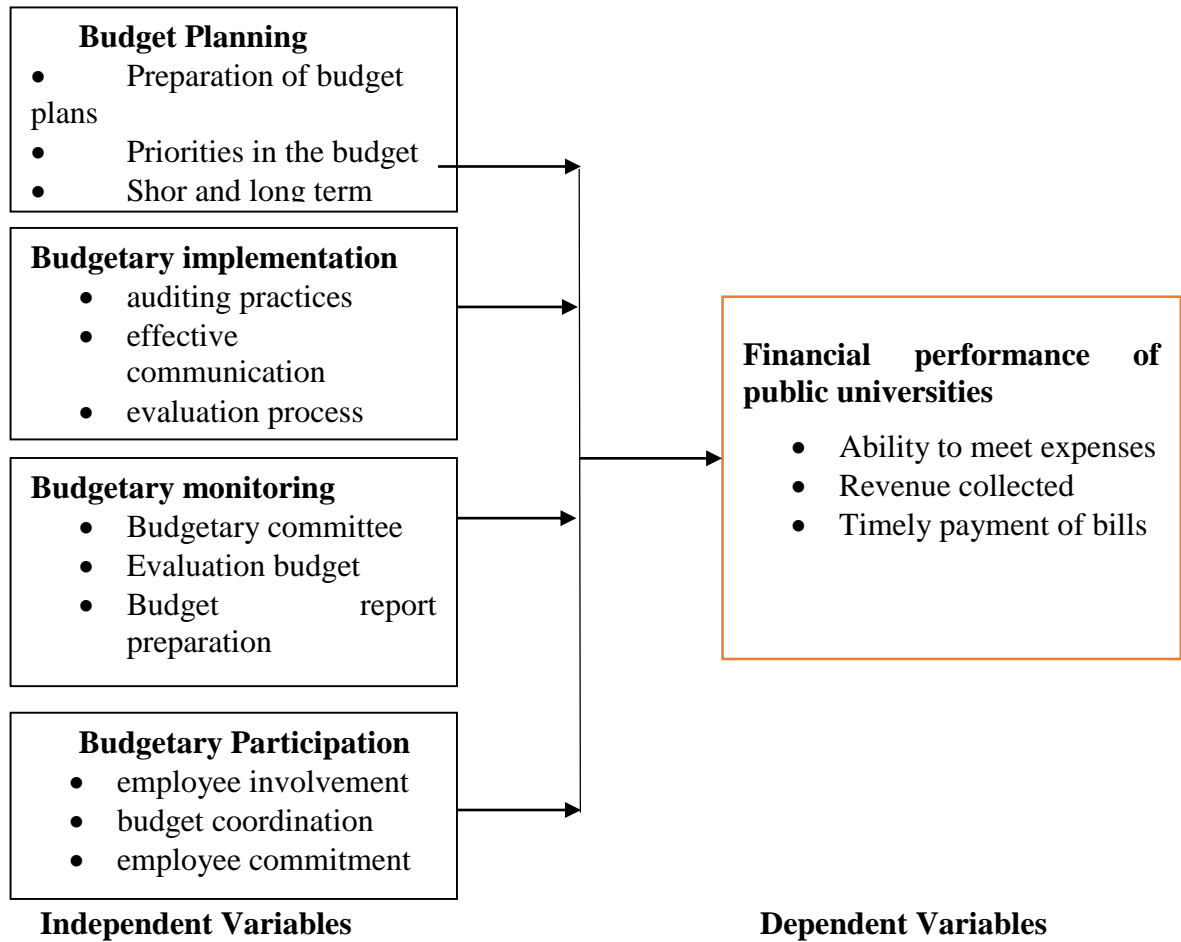 Budget Planning
• Preparation of budget
plans
• Priorities in the budget
• Shor and long term
Budgetary implementation
• auditing practices
• effective
communication
• evaluation process
Budgetary monitoring
• Budgetary committee
• Evaluation budget
• Budget report
preparation
Budgetary Participation
• employee involvement
• budget coordination
• employee commitment
Independent Variables
Financial performance of
public universities
• Ability to meet expenses
• Revenue collected
• Timely payment of bills
Dependent Variables